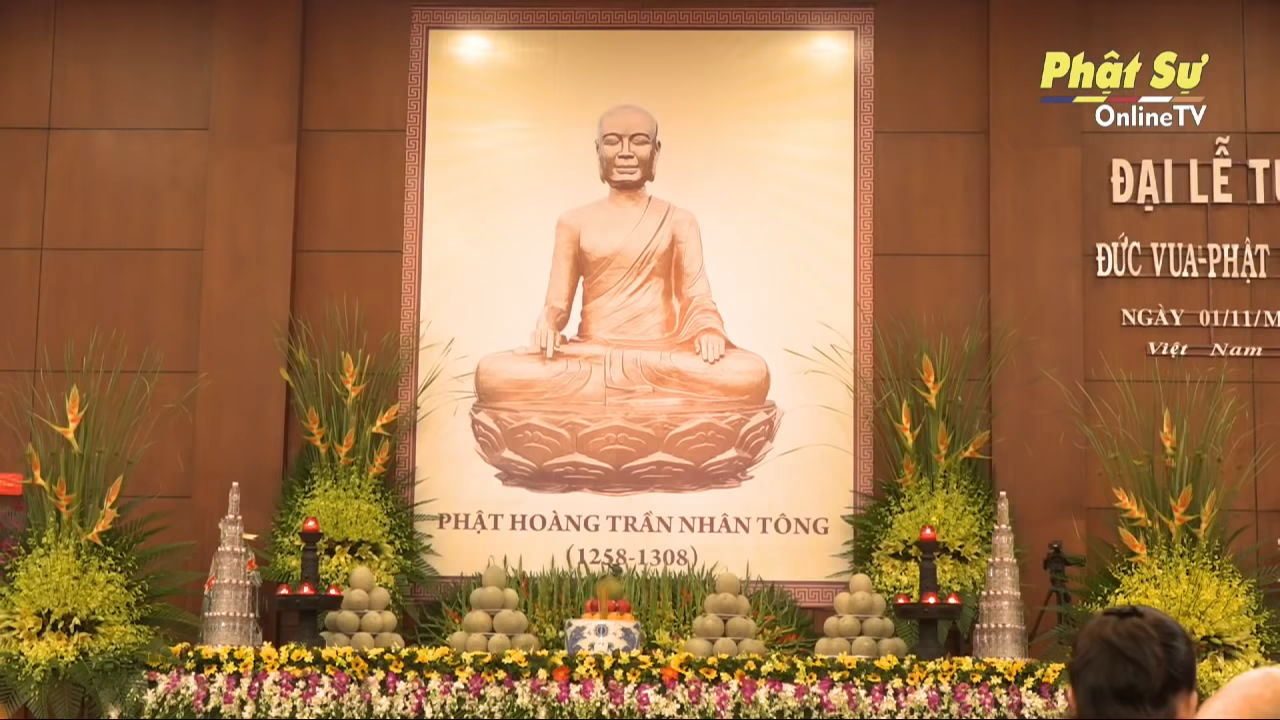 Phật Sự
OnlineTV
ĐẠI LỄ
ĐỨC VUA-PHẬT
NGÀY 01/11/M
Việt Nam
PHẬT HOÀNG TRẦN NHÂN TÔNG
(1258-1308)